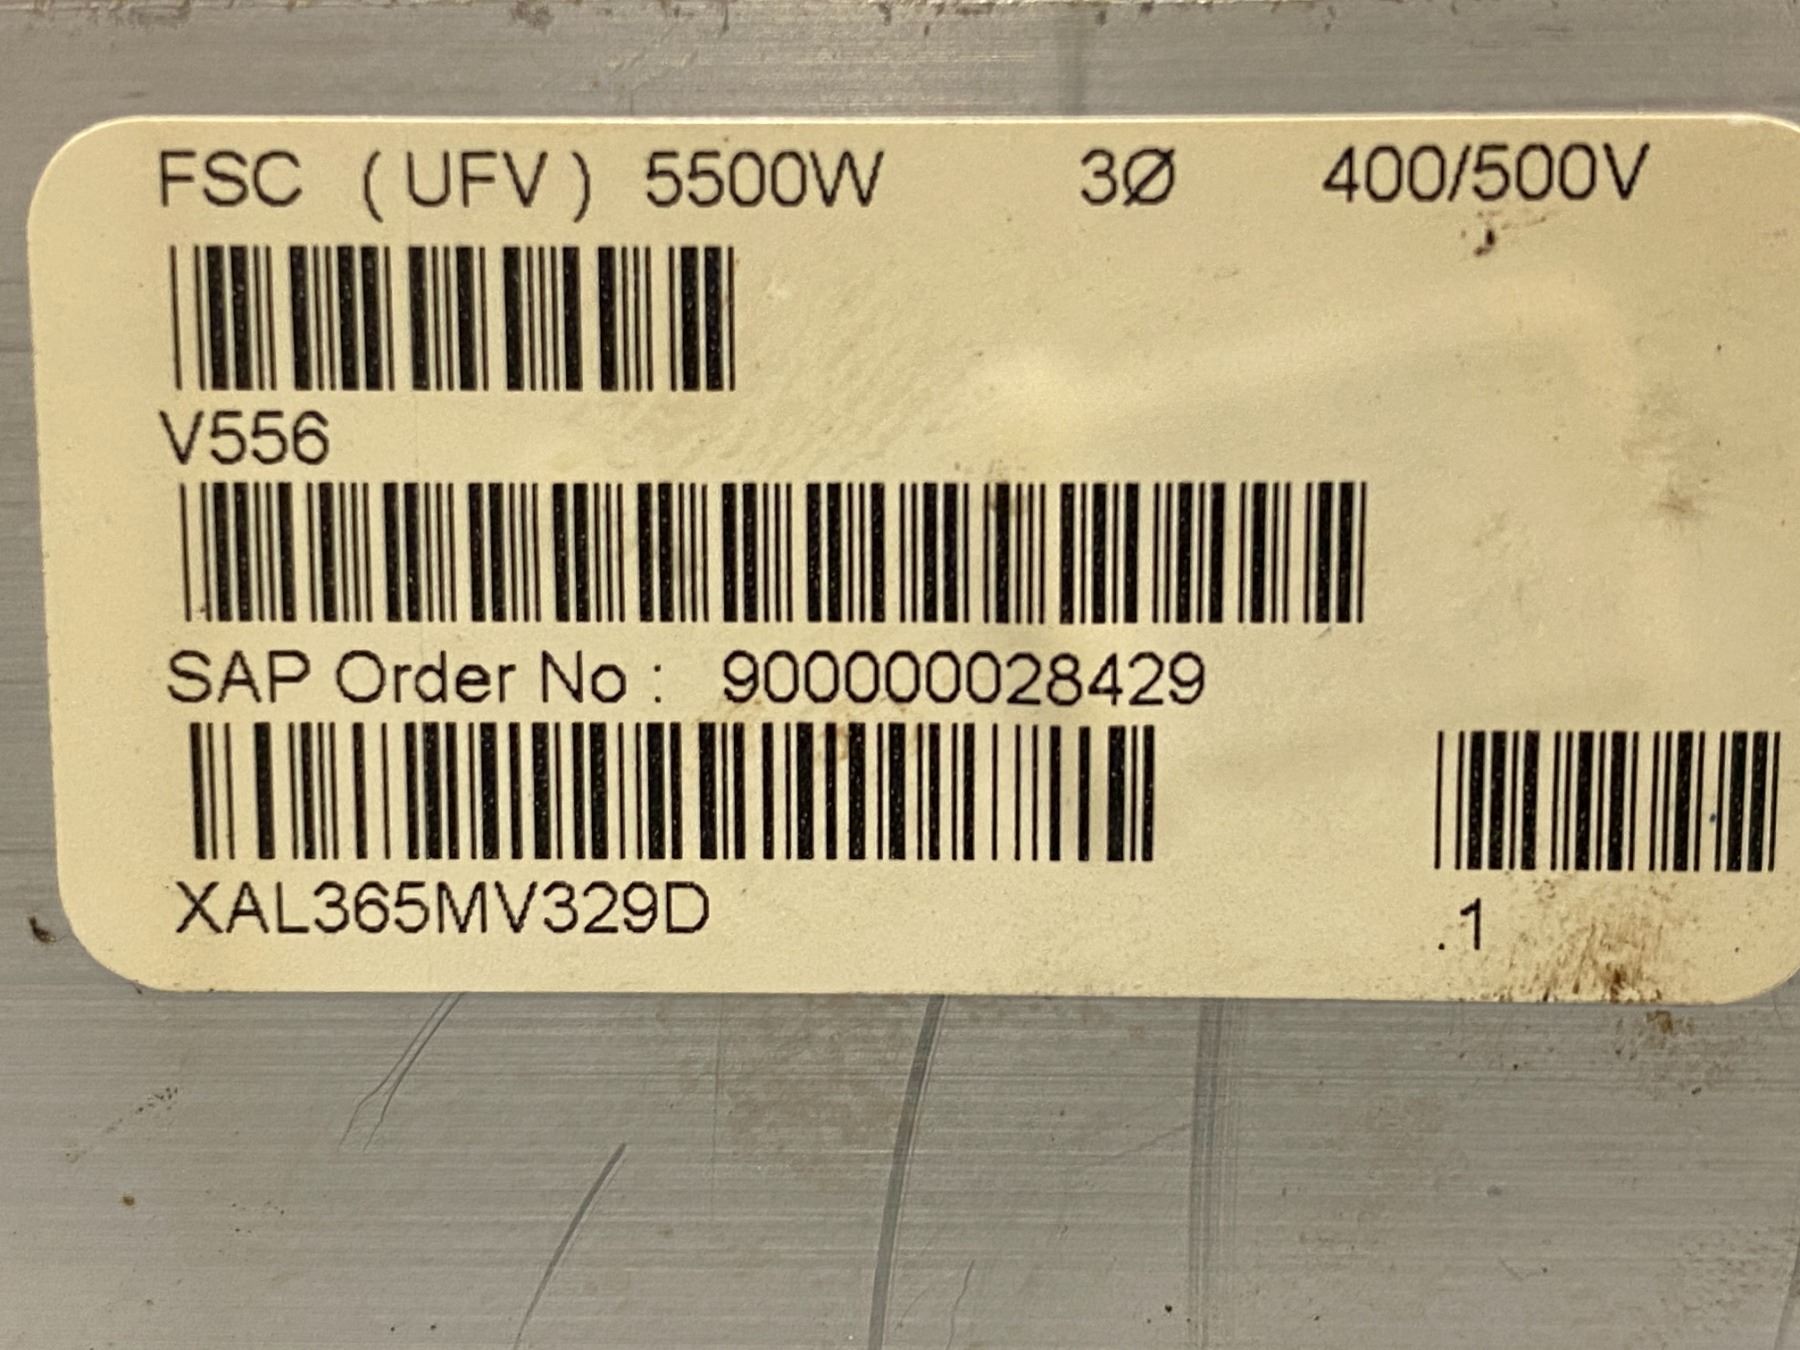 FSC ( UFV ) 5500W 3Ø 400/500V
V556
SAP Order No : 900000028429
XAL365MV329D .1